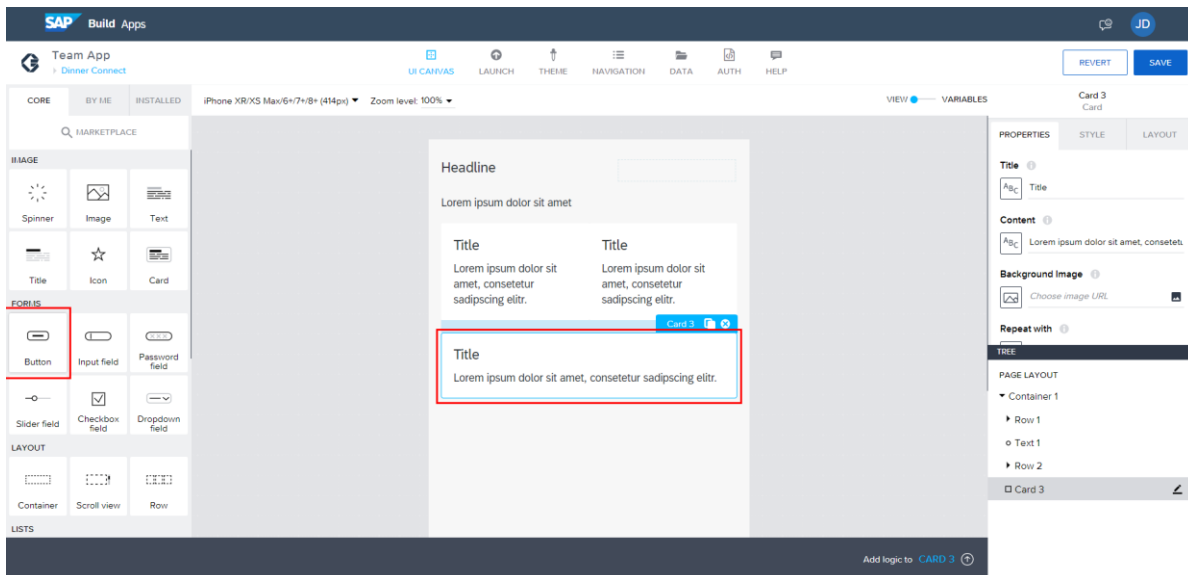 SAP Build Apps
JD
Team App
› Dinner Connect
UI CANVAS
LAUNCH
THEME
NAVIGATION
DATA
AUTH
HELP
REVERT
SAVE
CORE
BY ME
INSTALLED
iPhone XR/XS Max/6+/7+/8+ (414px)
Zoom level: 100%
VIEW
VARIABLES
Card 3
Card
MARKETPLACE
PROPERTIES
STYLE
LAYOUT
IMAGE
Spinner
Image
Text
Title
Icon
Card
FORMS
Button
Input field
Password
field
Slider field
Checkbox
field
Dropdown
field
LAYOUT
Container
Scroll view
Row
LISTS
Headline
Lorem ipsum dolor sit amet
Title
Lorem ipsum dolor sit
amet, consetetur
sadipscing elitr.
Title
Lorem ipsum dolor sit
amet, consetetur
sadipscing elitr.
Card 3
Title
Lorem ipsum dolor sit amet, consetetur sadipscing elitr.
Title
ABC Title
Content
ABC Lorem ipsum dolor sit amet, consetetu
Background Image
Choose image URL
Repeat with
TREE
PAGE LAYOUT
Container 1
Row 1
Text 1
Row 2
Card 3
Add logic to CARD 3